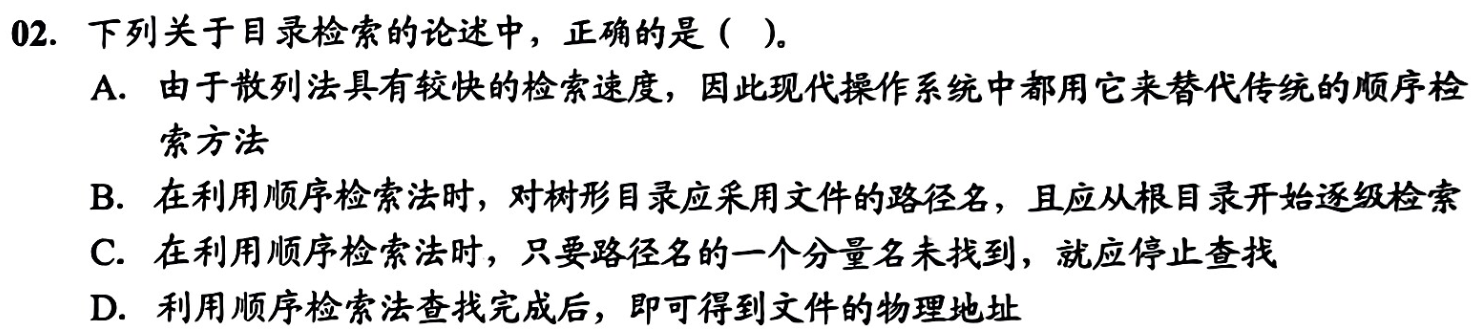 02. 下列关于目录检索的论述中，正确的是（ ）。
A. 由于散列法具有较快的检索速度，因此现代操作系统中都用它来替代传统的顺序检
索方法
B. 在利用顺序检索法时，对树形目录应采用文件的路径名，且应从根目录开始逐级检索
C. 在利用顺序检索法时，只要路径名的一个分量名未找到，就应停止查找
D. 利用顺序检索法查找完成后，即可得到文件的物理地址